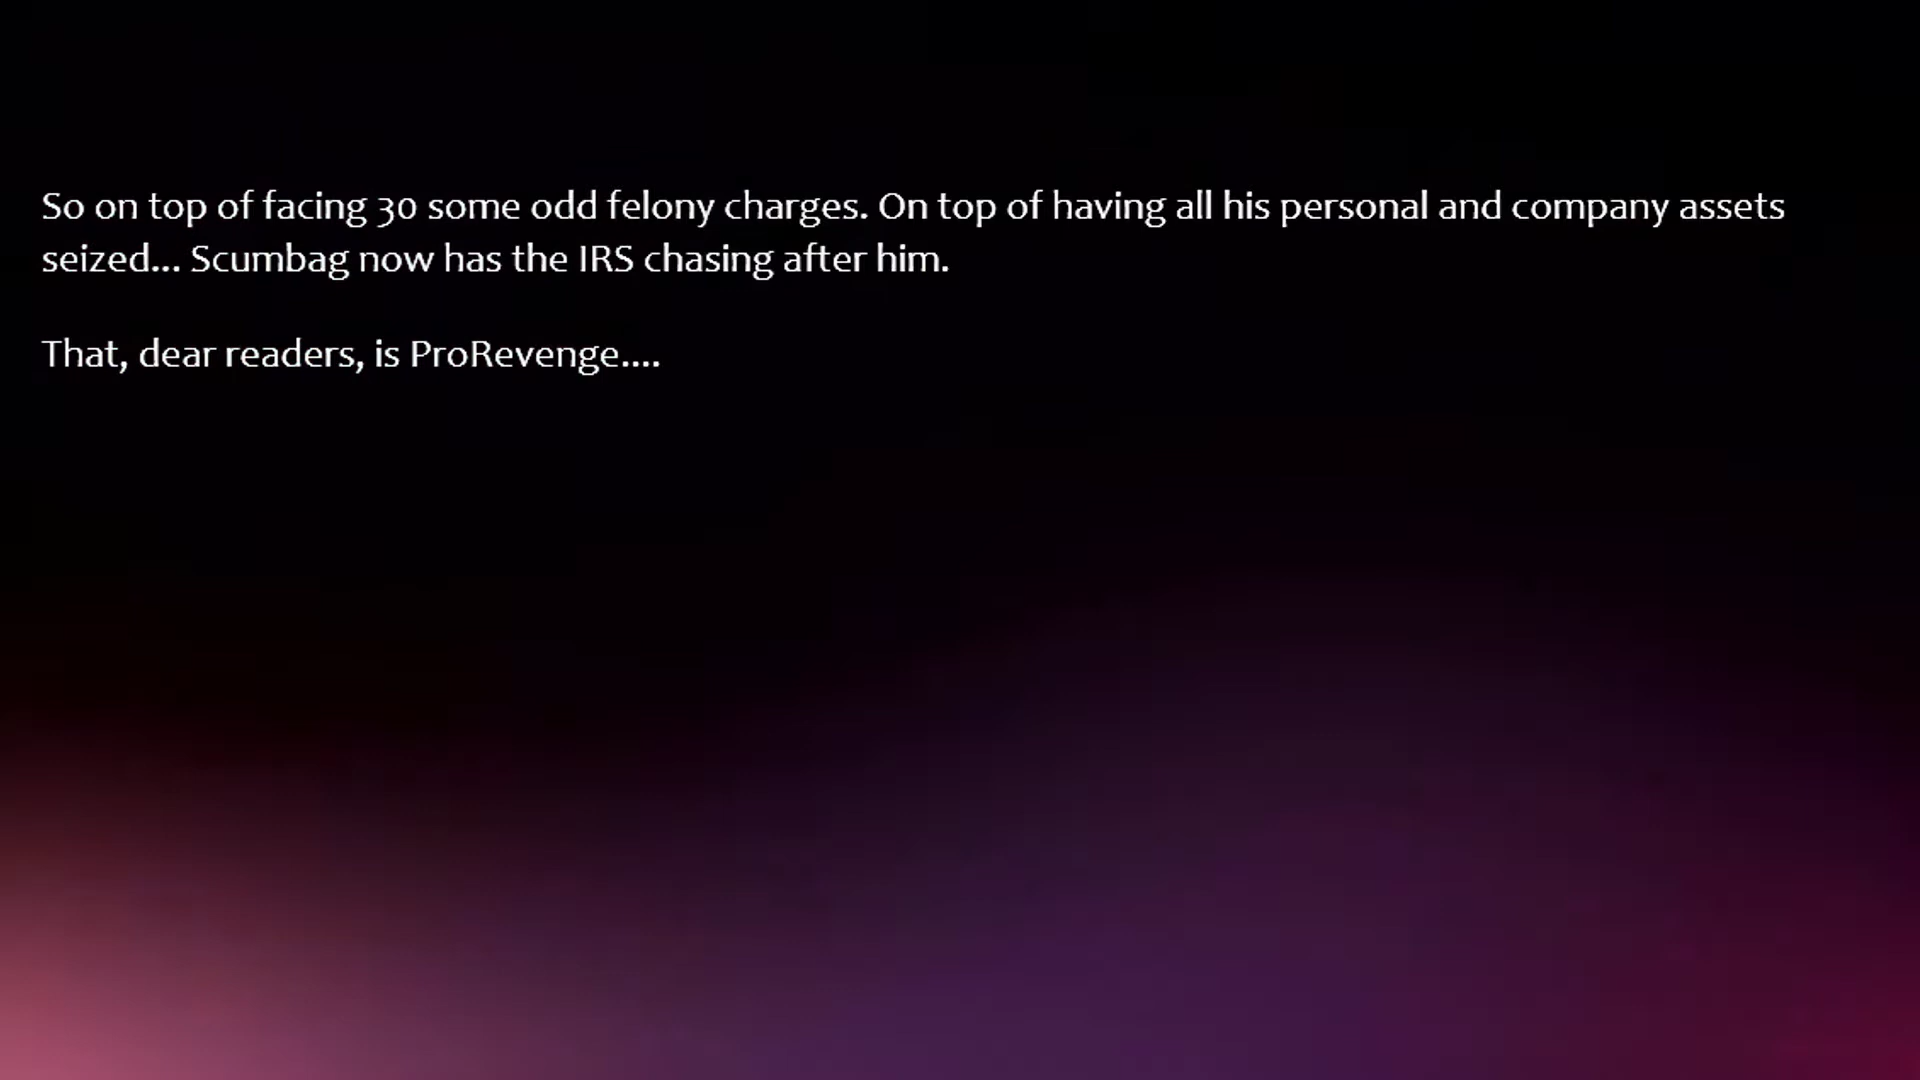 So on top of facing 30 some odd felony charges. On top of having all his personal and company assets
seized... Scumbag now has the IRS chasing after him.
That, dear readers, is ProRevenge....